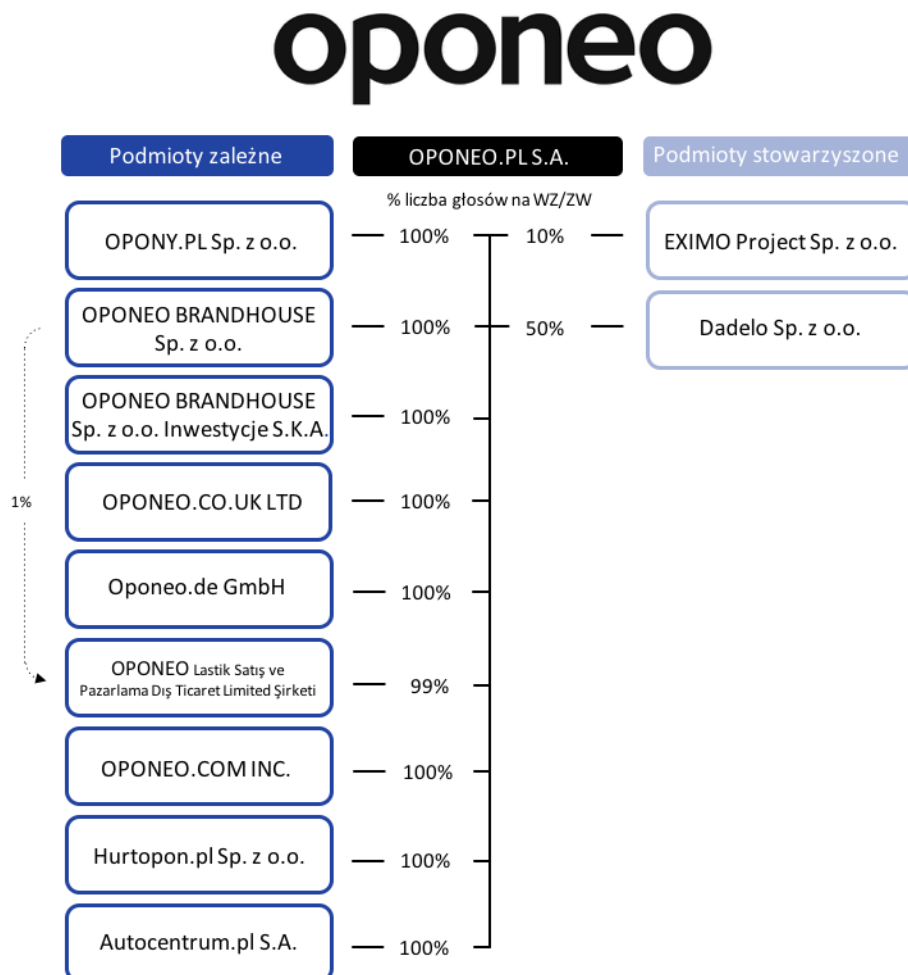 oponeo
Podmioty zależne
OPONEO.PL S.A.
Podmioty stowarzyszone
% liczba głosów na WZ/ZW
OPONY.PL Sp. z o.o.
100%
10%
EXIMO Project Sp. z o.o.
OPONEO BRANDHOUSE
Sp. z o.o.
100%
50%
Dadelo Sp. z o.o.
OPONEO BRANDHOUSE
Sp. z o.o. Inwestycje S.K.A.
100%
1%
OPONEO.CO.UK LTD
100%
Oponeo.de GmbH
100%
OPONEO Lastik Satış ve
Pazarlama Dış Ticaret Limited Şirketi
99%
OPONEO.COM INC.
100%
Hurtopon.pl Sp. z o.o.
100%
Autocentrum.pl S.A.
100%